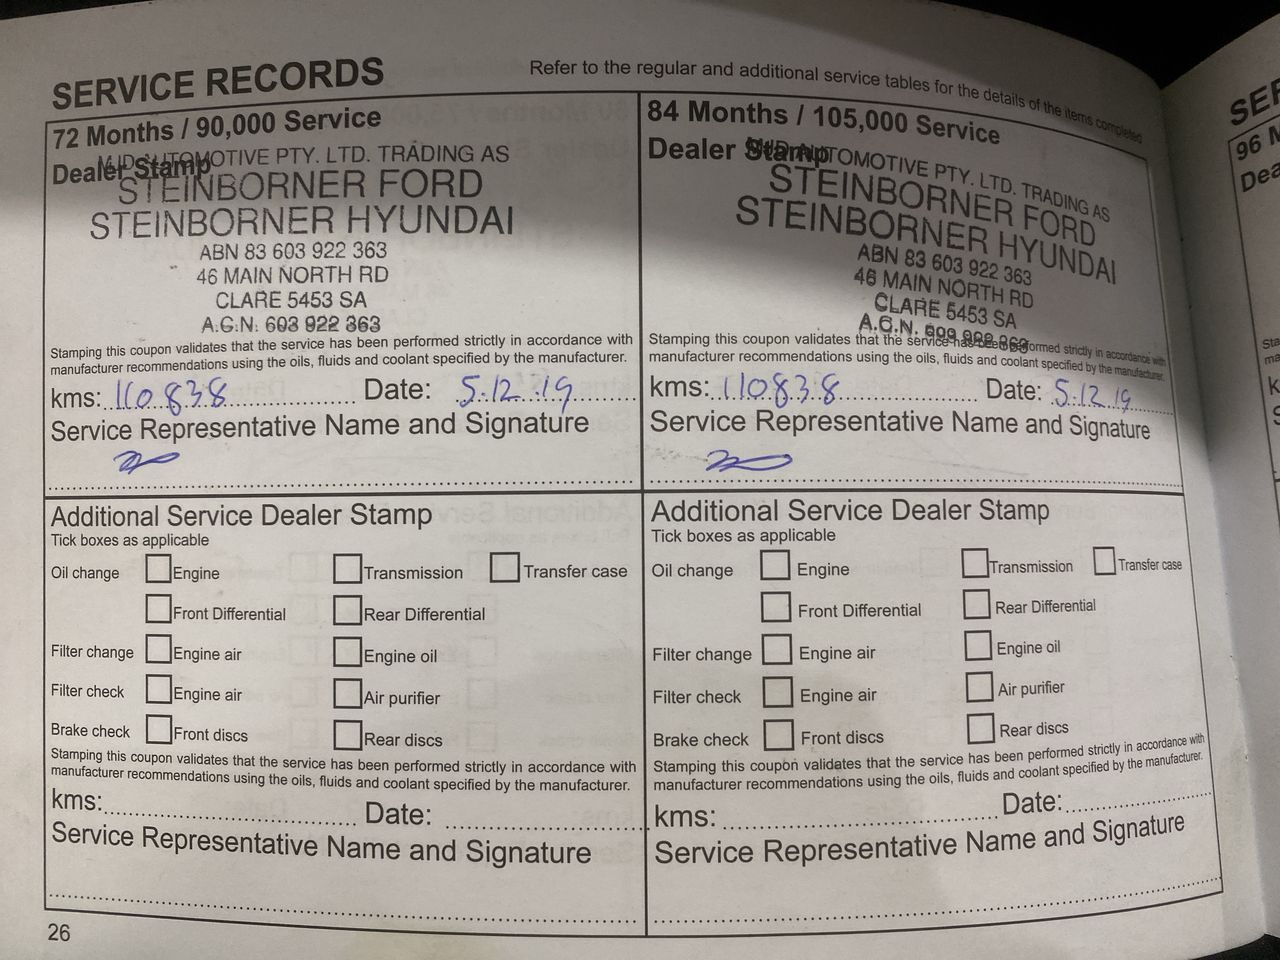 SERVICE RECORDS
Refer to the regular and additional service tables for the details of the items completed
72 Months / 90,000 Service
Dealer Stamp
MJD AUTOMOTIVE PTY. LTD. TRADING AS
STEINBORNER FORD
STEINBORNER HYUNDAI
ABN 83 603 922 363
46 MAIN NORTH RD
CLARE 5453 SA
A.C.N. 603 922 363
Stamping this coupon validates that the service has been performed strictly in accordance with
manufacturer recommendations using the oils, fluids and coolant specified by the manufacturer.
kms: 110838 Date: 5.12.19
Service Representative Name and Signature
Additional Service Dealer Stamp
Tick boxes as applicable
Oil change Engine Transmission Transfer case
Front Differential Rear Differential
Filter change Engine air Engine oil
Filter check Engine air Air purifier
Brake check Front discs Rear discs
Stamping this coupon validates that the service has been performed strictly in accordance with
manufacturer recommendations using the oils, fluids and coolant specified by the manufacturer.
kms: Date:
Service Representative Name and Signature
26
84 Months / 105,000 Service
Dealer Stamp
AUTOMOTIVE PTY. LTD. TRADING AS
STEINBORNER FORD
STEINBORNER HYUNDAI
ABN 83 603 922 363
46 MAIN NORTH RD
CLARE 5453 SA
A.C.N.
Stamping this coupon validates that the service has been performed strictly in accordance with
manufacturer recommendations using the oils, fluids and coolant specified by the manufacturer.
kms: 110838 Date: 5.12.19
Service Representative Name and Signature
Additional Service Dealer Stamp
Tick boxes as applicable
Oil change Engine Transmission Transfer case
Front Differential Rear Differential
Filter change Engine air Engine oil
Filter check Engine air Air purifier
Brake check Front discs Rear discs
Stamping this coupon validates that the service has been performed strictly in accordance with
manufacturer recommendations using the oils, fluids and coolant specified by the manufacturer.
kms: Date:
Service Representative Name and Signature
96